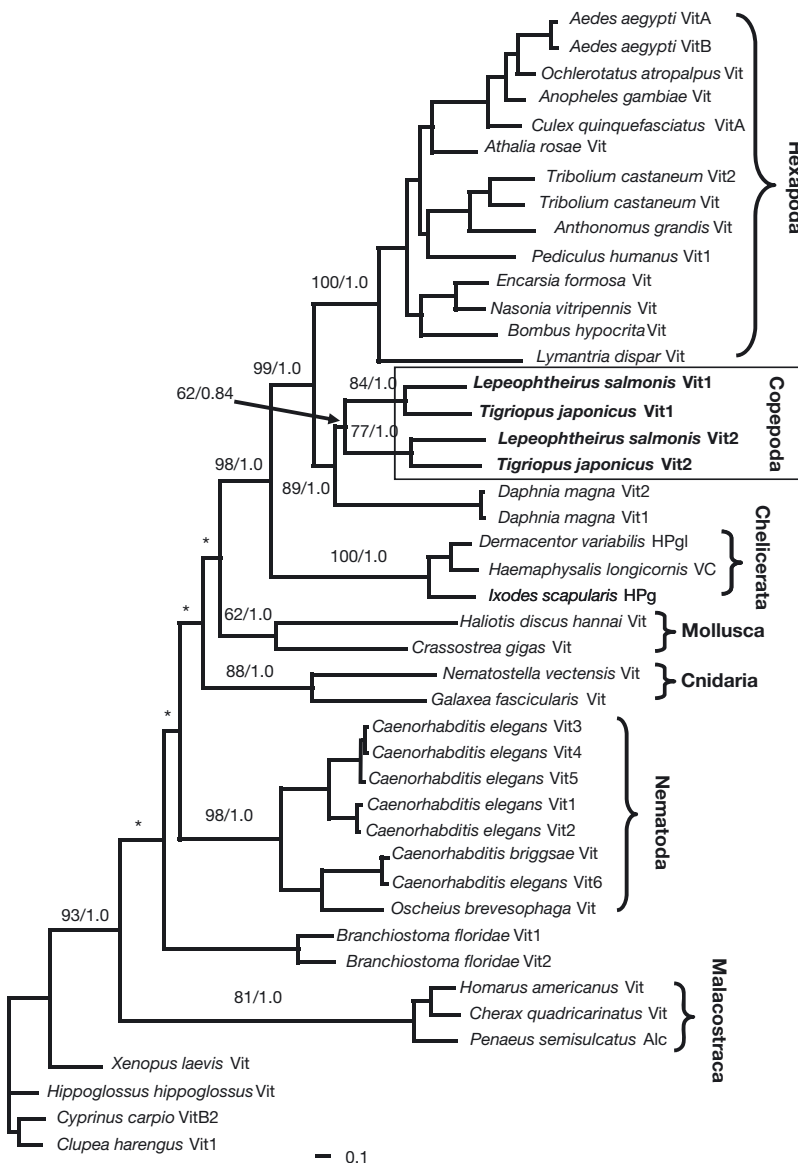 Aedes aegypti VitA
Aedes aegypti VitB
Ochlerotatus atropalpus Vit
Anopheles gambiae Vit
Culex quinquefasciatus VitA
Athalia rosae Vit
Tribolium castaneum Vit2
Tribolium castaneum Vit
Anthonomus grandis Vit
Pediculus humanus Vit1
Encarsia formosa Vit
Nasonia vitripennis Vit
Bombus hypocrita Vit
Lymantria dispar Vit
Hexapoda
100/1.0
99/1.0
62/0.84
84/1.0
Lepeophtheirus salmonis Vit1
Tigriopus japonicus Vit1
77/1.0
Lepeophtheirus salmonis Vit2
Tigriopus japonicus Vit2
Copepoda
98/1.0
89/1.0
Daphnia magna Vit2
Daphnia magna Vit1
*
100/1.0
Dermacentor variabilis HPgl
Haemaphysalis longicornis VC
Ixodes scapularis HPg
Chelicerata
*
62/1.0
Haliotis discus hannai Vit
Crassostrea gigas Vit
Mollusca
88/1.0
Nematostella vectensis Vit
Galaxea fascicularis Vit
Cnidaria
*
Caenorhabditis elegans Vit3
Caenorhabditis elegans Vit4
Caenorhabditis elegans Vit5
Caenorhabditis elegans Vit1
Caenorhabditis elegans Vit2
*
98/1.0
Caenorhabditis briggsae Vit
Caenorhabditis elegans Vit6
Oscheius brevesophaga Vit
Nematoda
93/1.0
Branchiostoma floridae Vit1
Branchiostoma floridae Vit2
81/1.0
Homarus americanus Vit
Cherax quadricarinatus Vit
Penaeus semisulcatus Alc
Malacostraca
Xenopus laevis Vit
Hippoglossus hippoglossus Vit
Cyprinus carpio VitB2
Clupea harengus Vit1
0.1